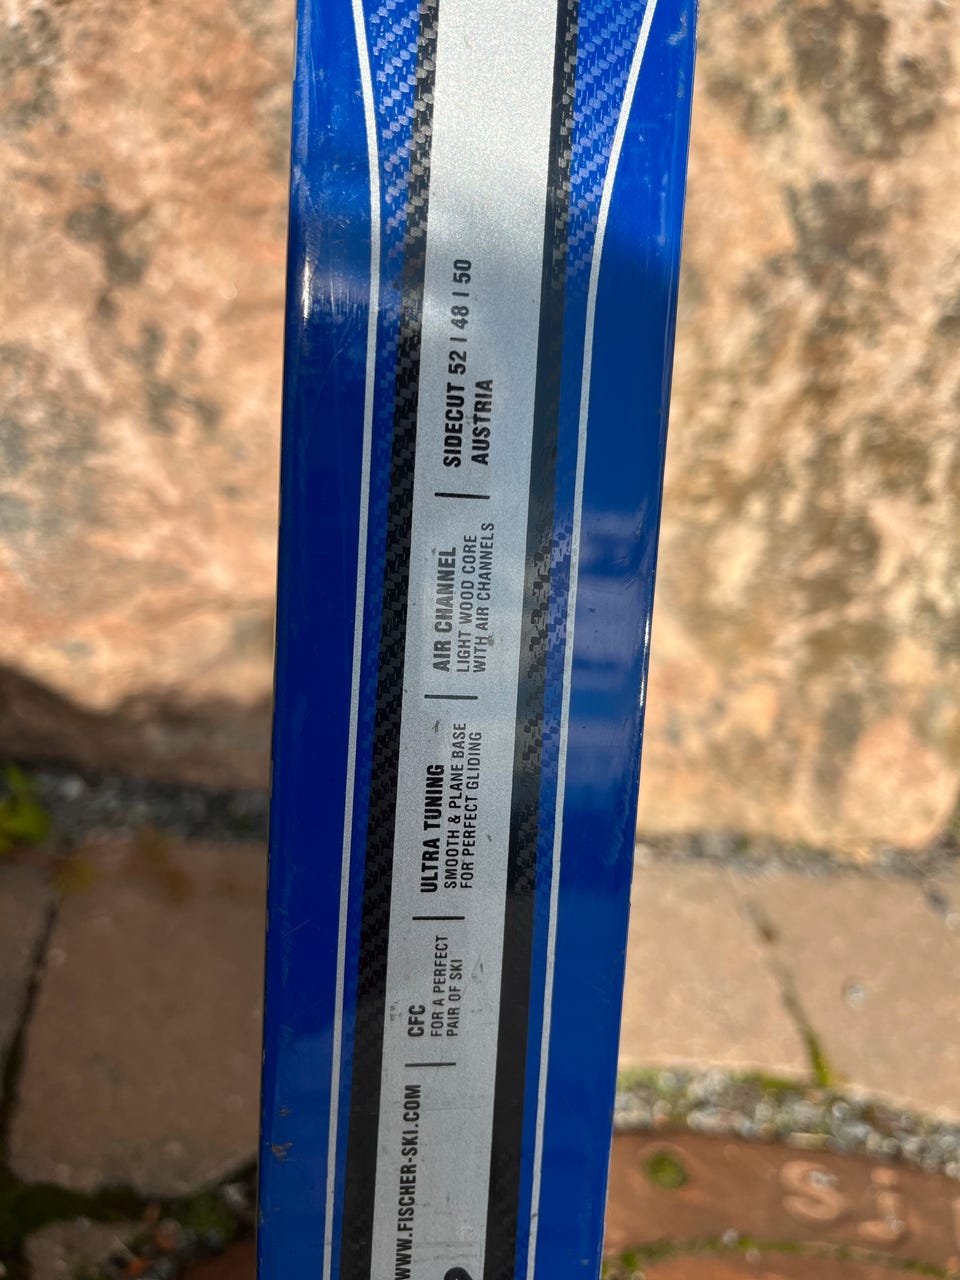 WWW.FISCHER-SKI.COM
CFC
FOR A PERFECT
PAIR OF SKI
ULTRA TUNING
SMOOTH & PLANE BASE
FOR PERFECT GLIDING
AIR CHANNEL
LIGHT WOOD CORE
WITH AIR CHANNELS
SIDECUT 52 | 48 | 50
AUSTRIA